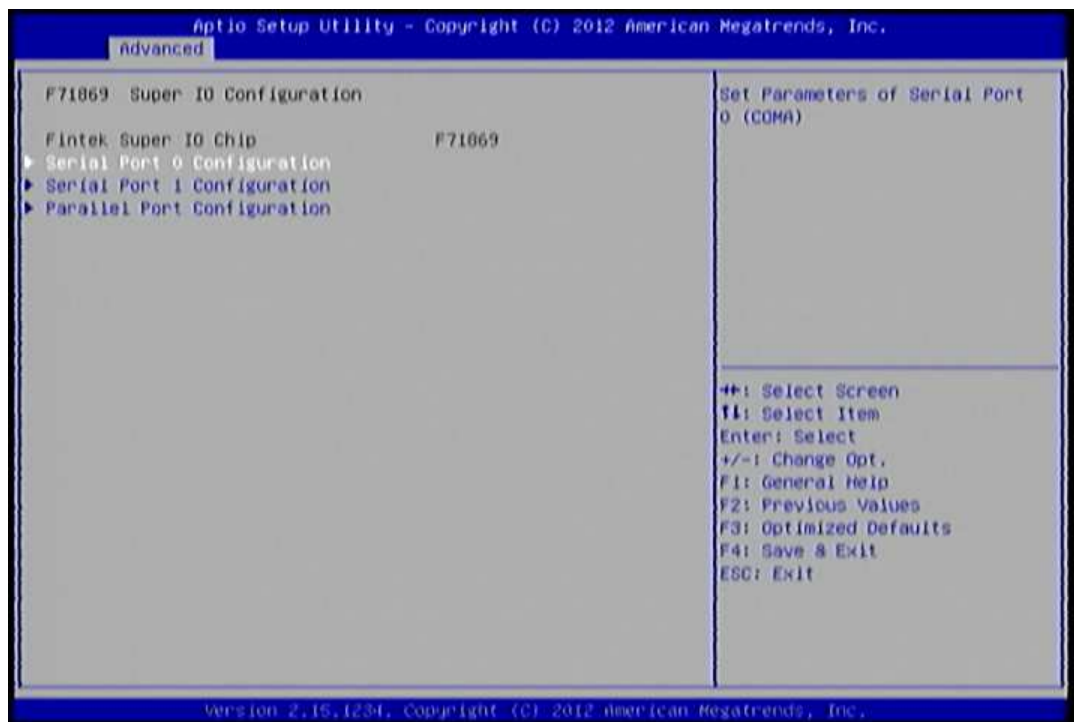 Aptio Setup Utility - Copyright (C) 2012 American Megatrends, Inc.
Advanced
F71869 Super IO Configuration
Fintek Super IO Chip F71869
Serial Port 0 Configuration
Serial Port 1 Configuration
Parallel Port Configuration
Set Parameters of Serial Port
0 (COMA)
→←: Select Screen
↑↓: Select Item
Enter: Select
+/-: Change Opt.
F1: General Help
F2: Previous Values
F3: Optimized Defaults
F4: Save & Exit
ESC: Exit
Version 2.15.1234. Copyright (C) 2012 American Megatrends, Inc.